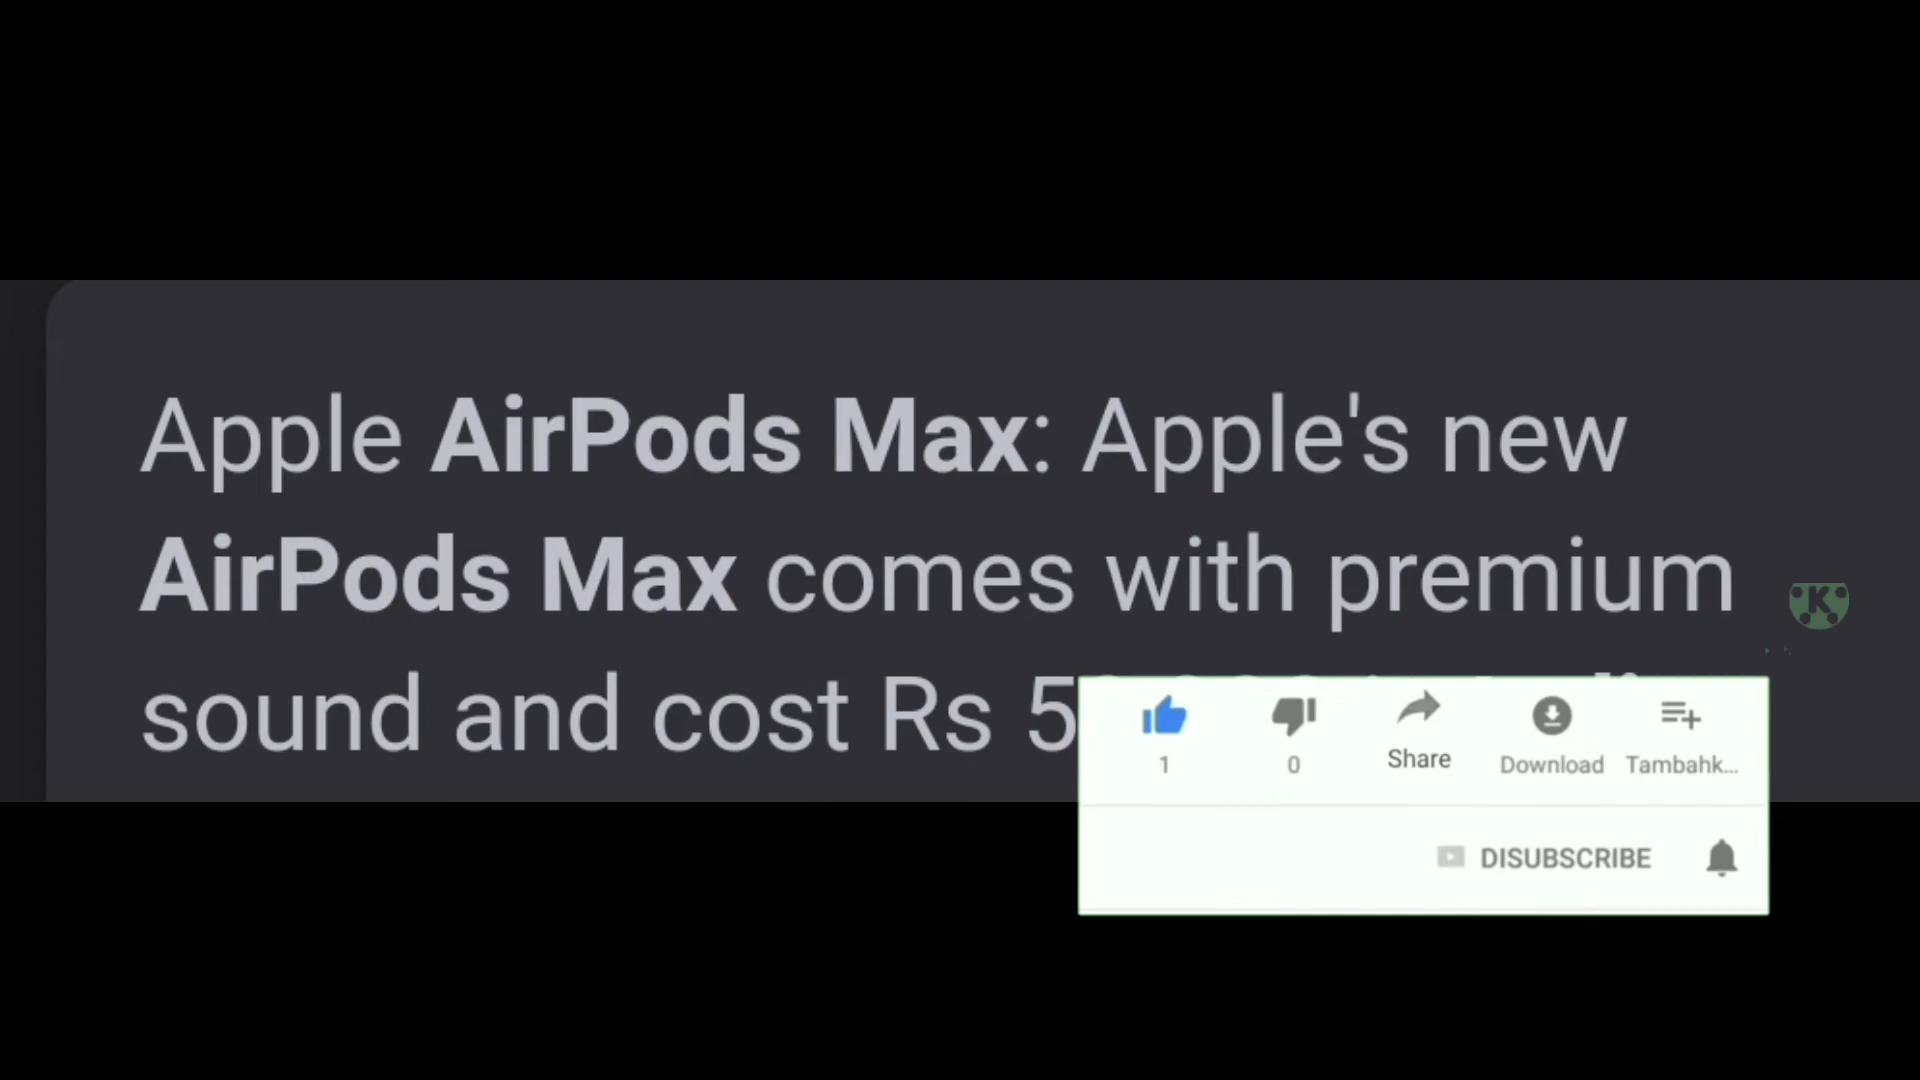 Apple AirPods Max: Apple's new
AirPods Max comes with premium
sound and cost Rs 5
K
1
0
Share
Download
Tambahk...
DISUBSCRIBE